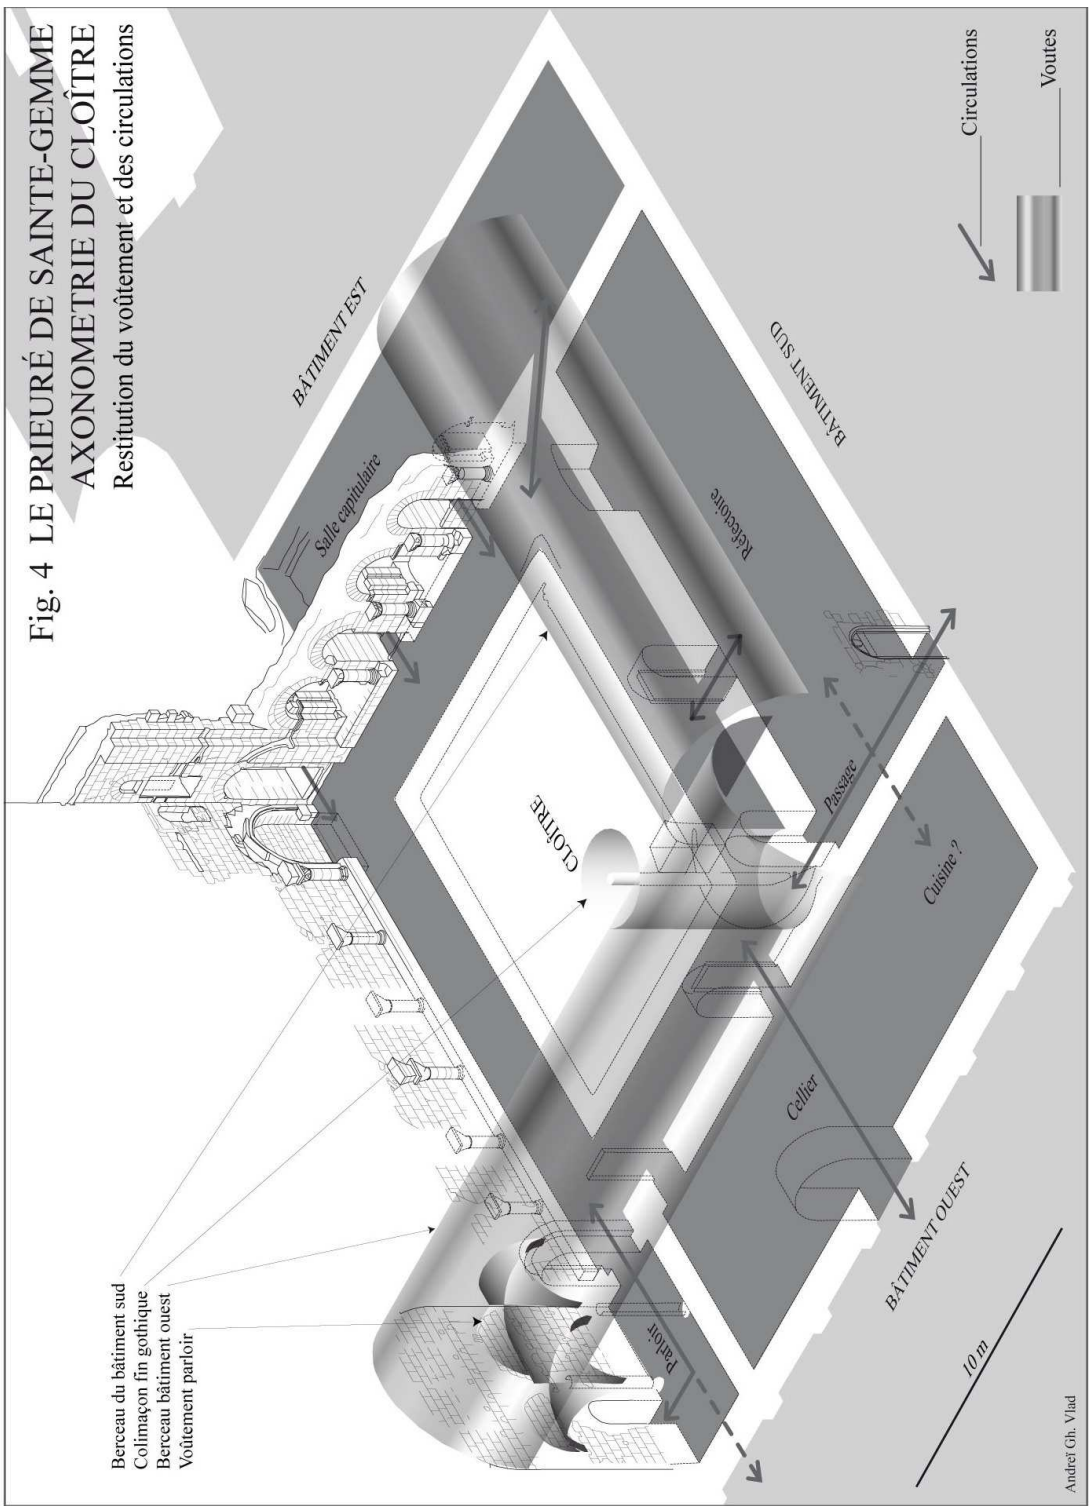 Fig. 4 LE PRIEURÉ DE SAINTE-GEMME
AXONOMETRIE DU CLOÎTRE
Restitution du voûtement et des circulations
Berceau du bâtiment sud
Colimaçon fin gothique
Berceau bâtiment ouest
Voûtement parloir
BÂTIMENT EST
Salle capitulaire
CLOÎTRE
Réfectoire
BÂTIMENT SUD
Passage
Cuisine ?
Cellier
Parloir
BÂTIMENT OUEST
10 m
Circulations
Voutes
Andreï Gh. Vlad